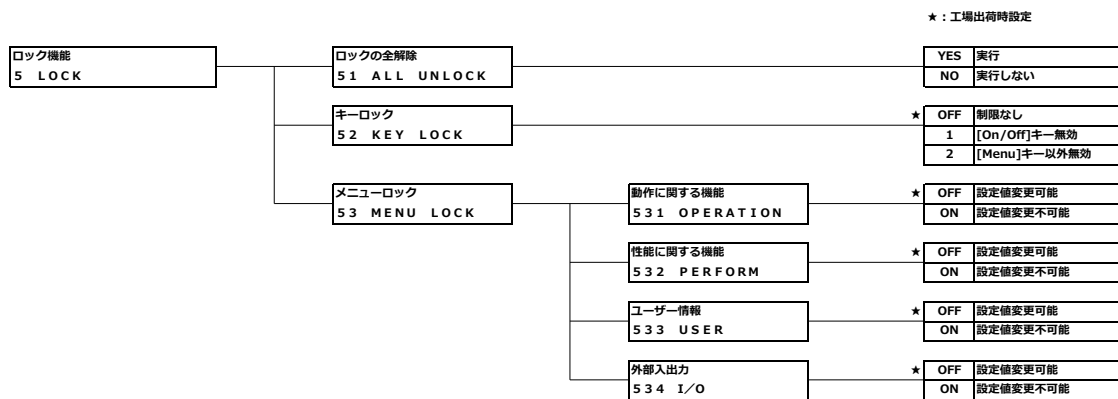 ★：工場出荷時設定
ロック機能
5 LOCK
ロックの全解除
51 ALL UNLOCK
YES 実行
NO 実行しない
キーロック
52 KEY LOCK
★ OFF 制限なし
1 [On/Off]キー無効
2 [Menu]キー以外無効
メニューロック
53 MENU LOCK
動作に関する機能
531 OPERATION
★ OFF 設定値変更可能
ON 設定値変更不可能
性能に関する機能
532 PERFORM
★ OFF 設定値変更可能
ON 設定値変更不可能
ユーザー情報
533 USER
★ OFF 設定値変更可能
ON 設定値変更不可能
外部入出力
534 I／O
★ OFF 設定値変更可能
ON 設定値変更不可能